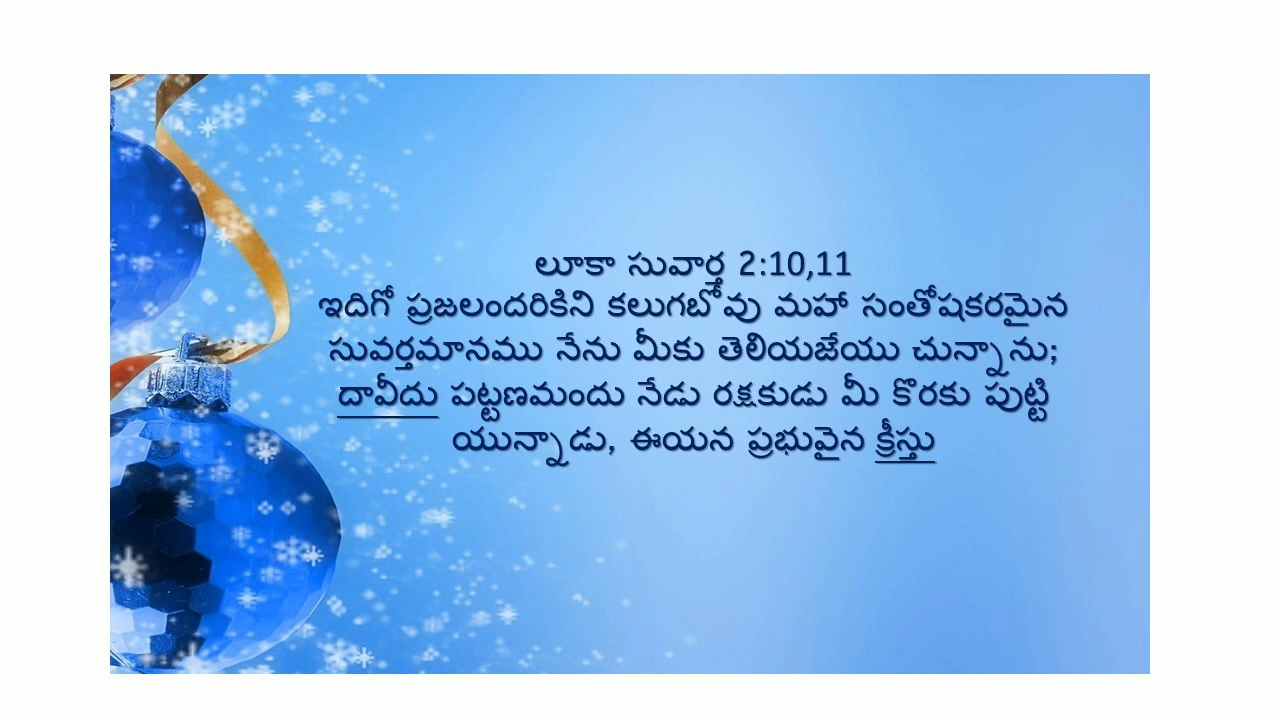 లూకా సువార్త 2:10,11
ఇదిగో ప్రజలందరికిని కలుగబోవు మహా సంతోషకరమైన
సువర్తమానము నేను మీకు తెలియజేయు చున్నాను;
దావీదు పట్టణమందు నేడు రక్షకుడు మీ కొరకు పుట్టి
యున్నాడు, ఈయన ప్రభువైన క్రీస్తు